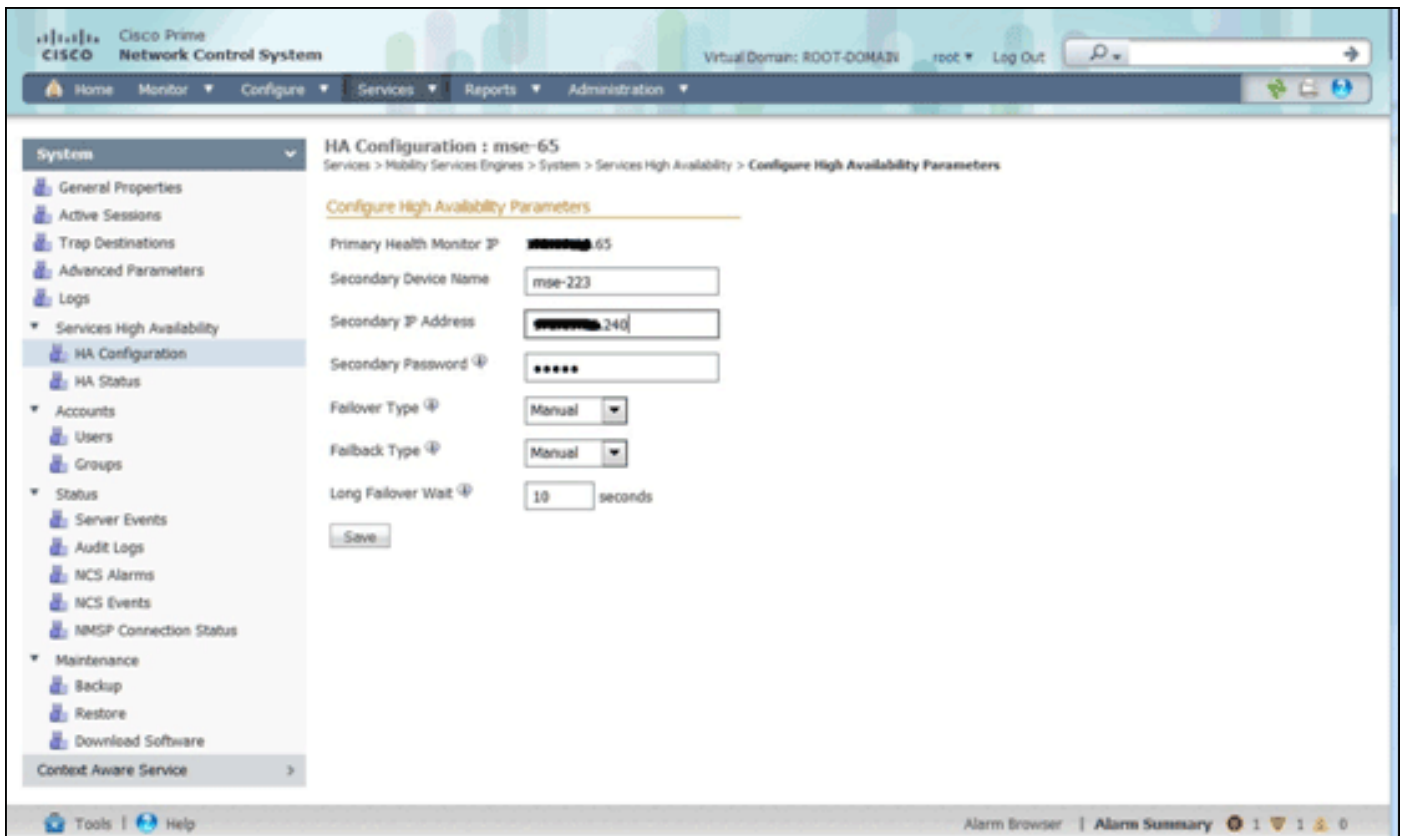 Cisco Prime
CISCO Network Control System
Virtual Domain: ROOT-DOMAIN root Log Out
Home Monitor Configure Services Reports Administration
System
General Properties
Active Sessions
Trap Destinations
Advanced Parameters
Logs
Services High Availability
HA Configuration
HA Status
Accounts
Users
Groups
Status
Server Events
Audit Logs
NCS Alarms
NCS Events
NMSP Connection Status
Maintenance
Backup
Restore
Download Software
Context Aware Service >
HA Configuration : mse-65
Services > Mobility Services Engines > System > Services High Availability > Configure High Availability Parameters
Configure High Availability Parameters
Primary Health Monitor IP .65
Secondary Device Name mse-223
Secondary IP Address .240
Secondary Password •••••
Failover Type Manual
Failback Type Manual
Long Failover Wait 10 seconds
Save
Tools | Help Alarm Browser | Alarm Summary 1 1 0